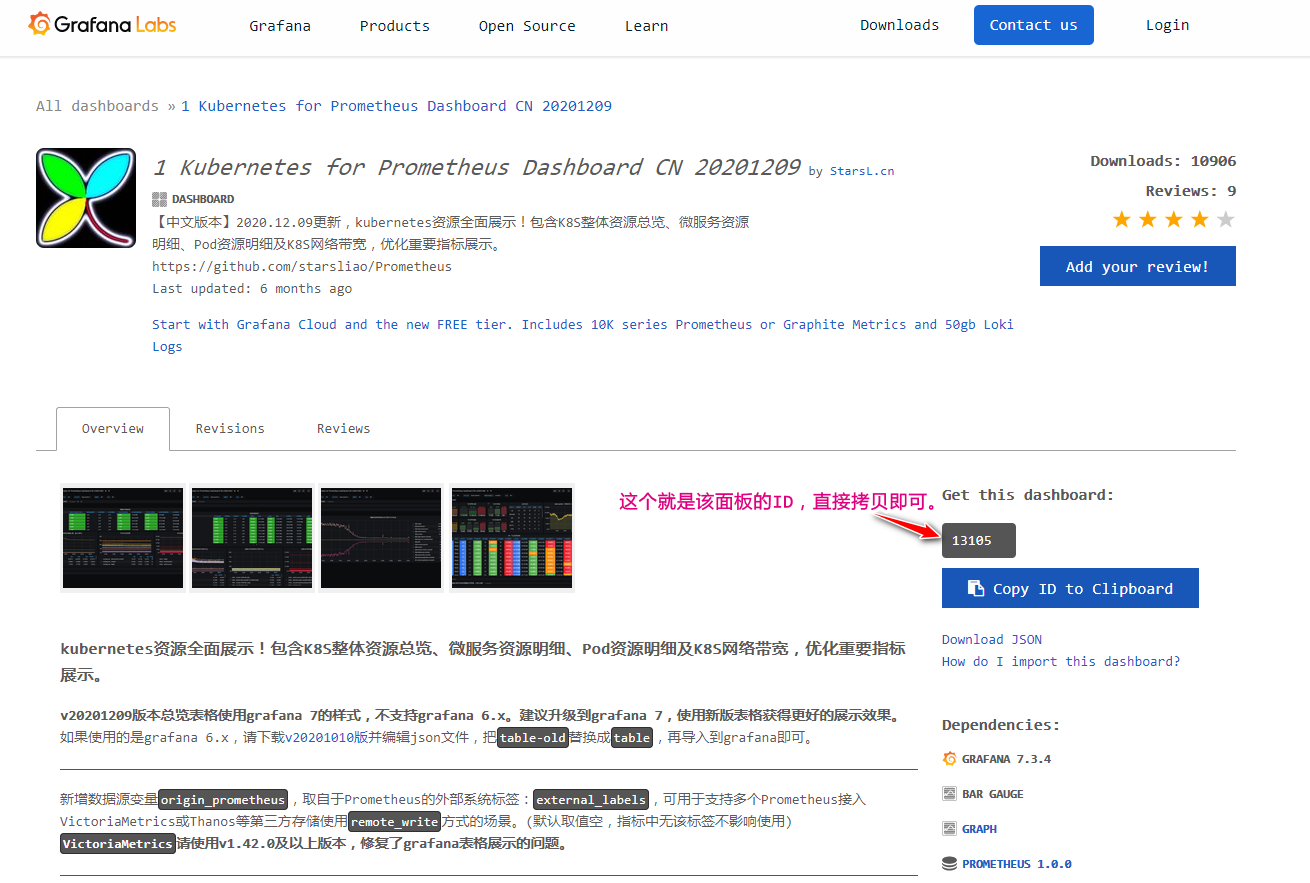 Grafana Labs Grafana Products Open Source Learn Downloads Contact us Login
All dashboards » 1 Kubernetes for Prometheus Dashboard CN 20201209
1 Kubernetes for Prometheus Dashboard CN 20201209 by StarsL.cn
DASHBOARD
【中文版本】2020.12.09更新，kubernetes资源全面展示！包含K8S整体资源总览、微服务资源
明细、Pod资源明细及K8S网络带宽，优化重要指标展示。
https://github.com/starsliao/Prometheus
Last updated: 6 months ago
Start with Grafana Cloud and the new FREE tier. Includes 10K series Prometheus or Graphite Metrics and 50gb Loki
Logs
Downloads: 10906
Reviews: 9
Add your review!
Overview Revisions Reviews
这个就是该面板的ID，直接拷贝即可。
Get this dashboard:
13105
Copy ID to Clipboard
Download JSON
How do I import this dashboard?
kubernetes资源全面展示！包含K8S整体资源总览、微服务资源明细、Pod资源明细及K8S网络带宽，优化重要指标
展示。
v20201209版本总览表格使用grafana 7的样式，不支持grafana 6.x。建议升级到grafana 7，使用新版表格获得更好的展示效果。
如果使用的是grafana 6.x，请下载v20201010版并编辑json文件，把table-old替换成table，再导入到grafana即可。
新增数据源变量origin_prometheus，取自于Prometheus的外部系统标签：external_labels，可用于支持多个Prometheus接入
VictoriaMetrics或Thanos等第三方存储使用remote_write方式的场景。(默认取值空，指标中无该标签不影响使用)
VictoriaMetrics请使用v1.42.0及以上版本，修复了grafana表格展示的问题。
Dependencies:
GRAFANA 7.3.4
BAR GAUGE
GRAPH
PROMETHEUS 1.0.0